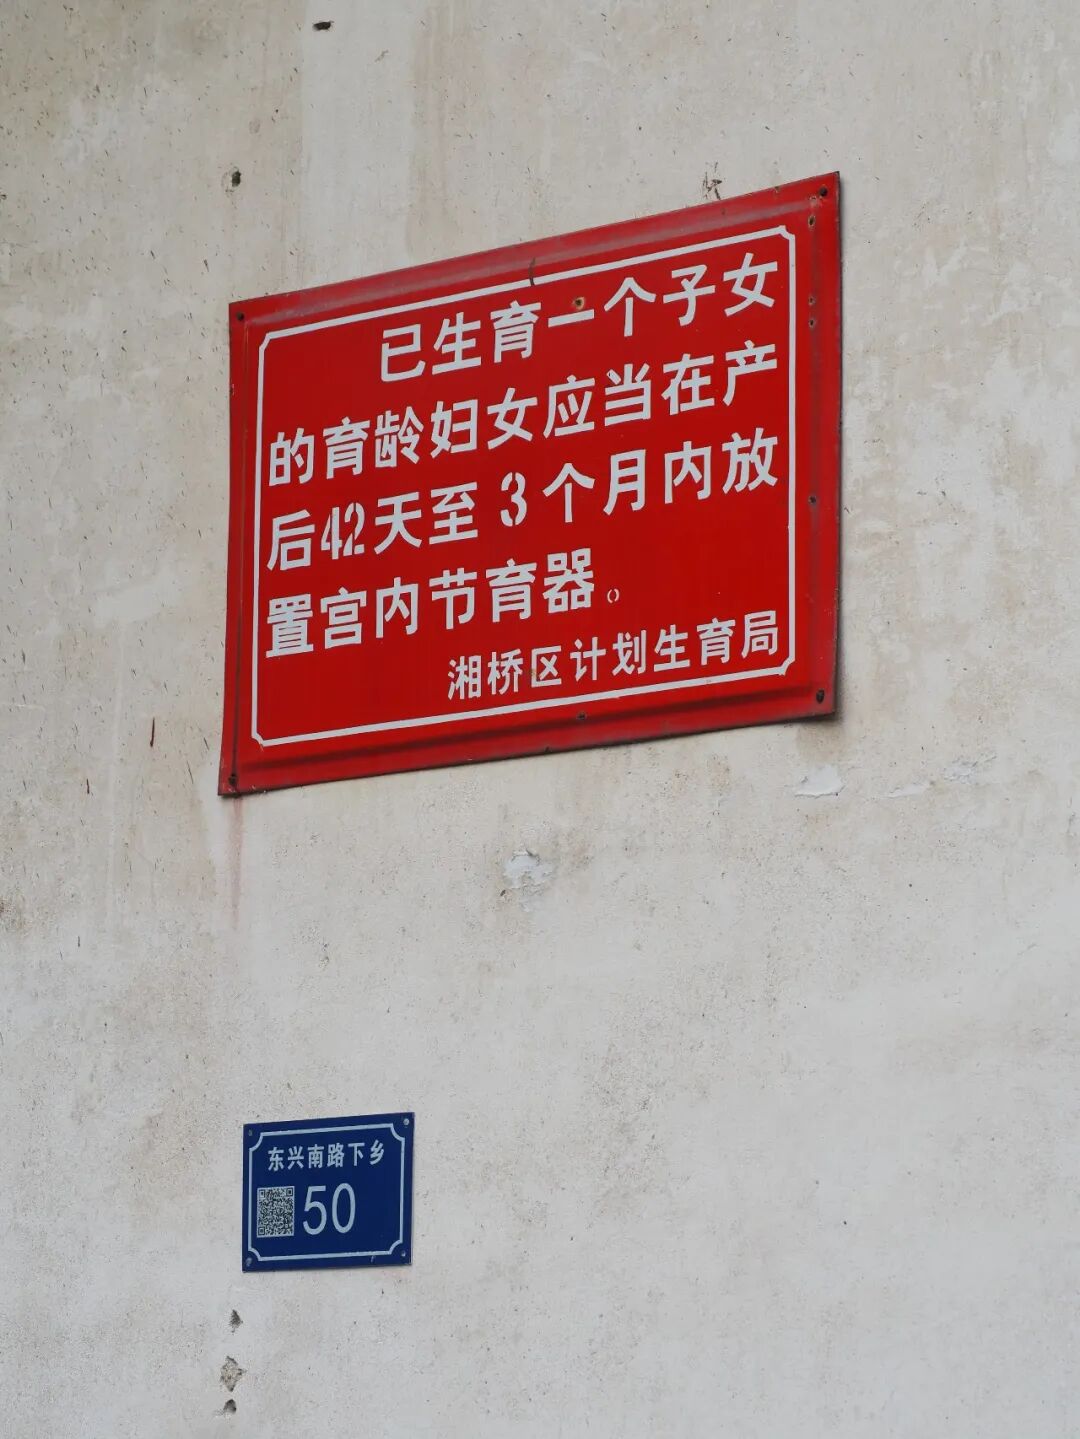 已生育一个子女
的育龄妇女应当在产
后42天至3个月内放
置宫内节育器。
湘桥区计划生育局
东兴南路下乡
50